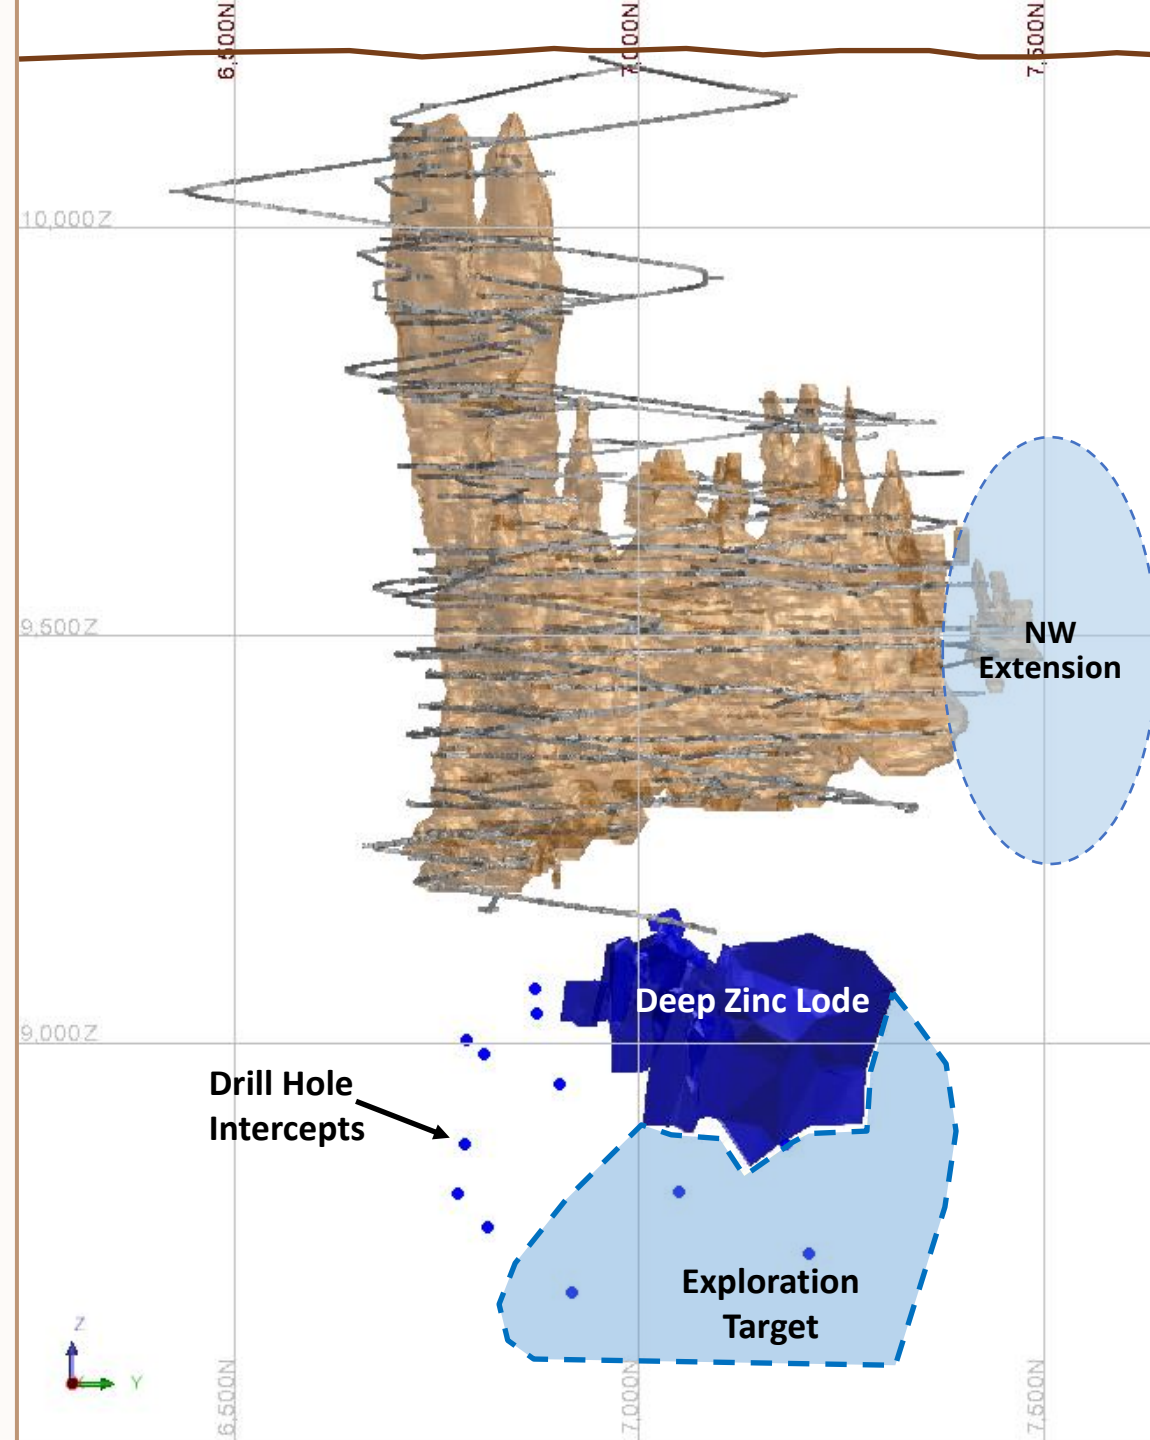 6,500N
7,000N
7,500N
10,000Z
9,500Z
NW
Extension
Deep Zinc Lode
9,000Z
Drill Hole
Intercepts
Exploration
Target
Z
Y
6,500N
7,000N
7,500N